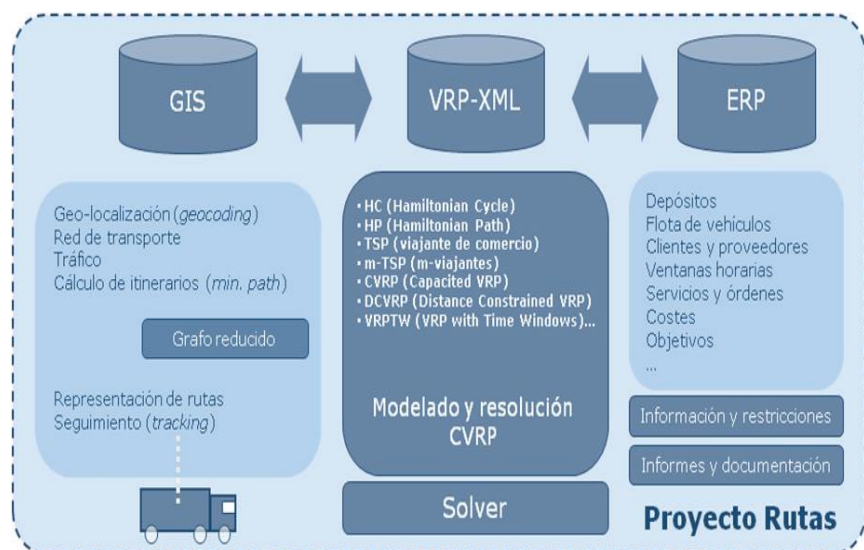 GIS
VRP-XML
ERP
Geo-localización (geocoding)
Red de transporte
Tráfico
Cálculo de itinerarios (min. path)
Grafo reducido
Representación de rutas
Seguimiento (tracking)
• HC (Hamiltonian Cycle)
• HP (Hamiltonian Path)
• TSP (viajante de comercio)
• m-TSP (m-viajantes)
• CVRP (Capacited VRP)
• DCVRP (Distance Constrained VRP)
• VRPTW (VRP with Time Windows)...
Modelado y resolución
CVRP
Solver
Depósitos
Flota de vehículos
Clientes y proveedores
Ventanas horarias
Servicios y órdenes
Costes
Objetivos
...
Información y restricciones
Informes y documentación
Proyecto Rutas